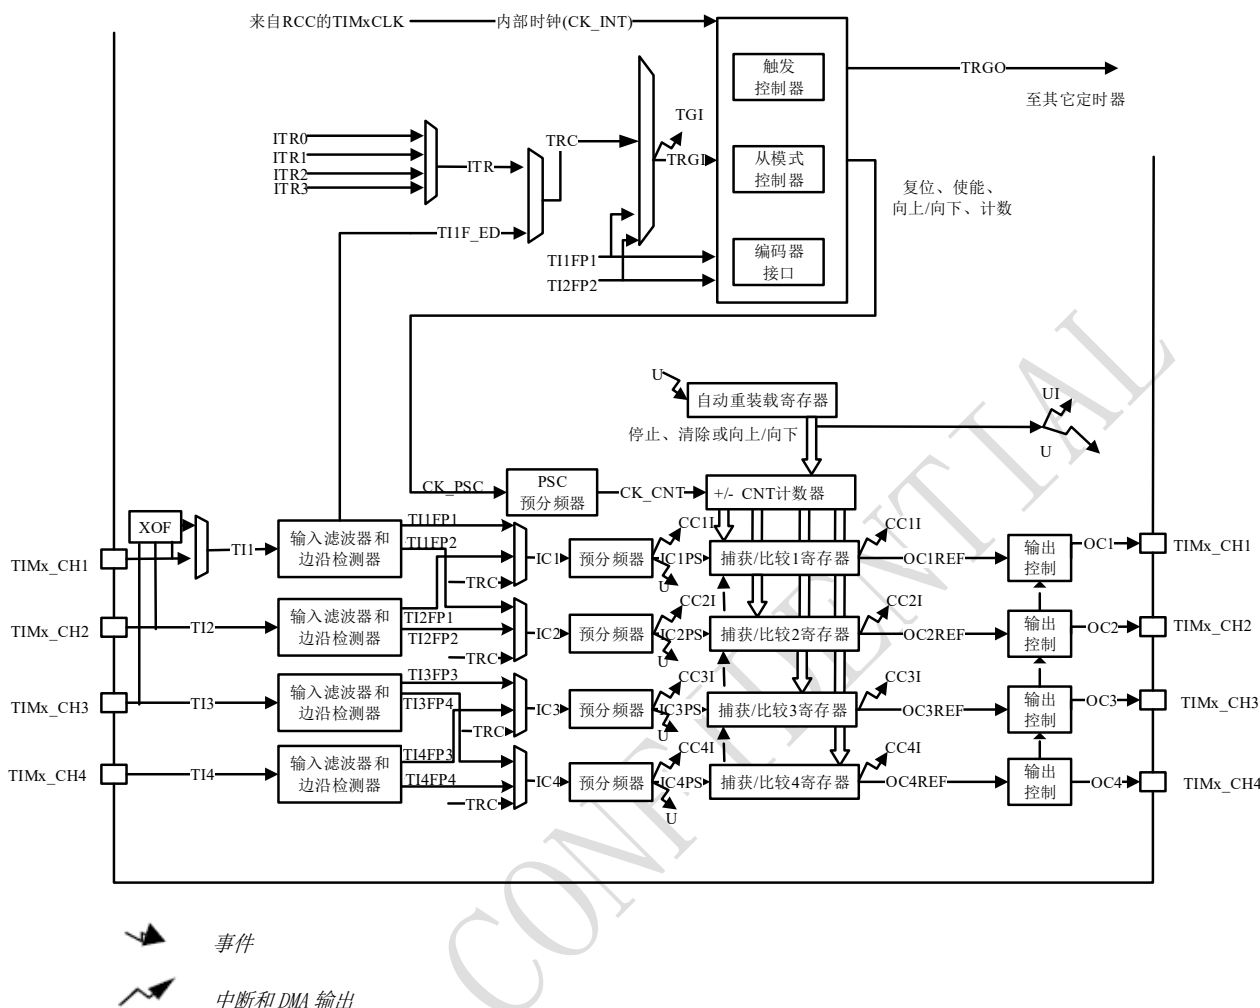 来自RCC的TIMxCLK
内部时钟(CK_INT)
触发
控制器
TRGO
至其它定时器
TGI
ITR0
ITR1
ITR2
ITR3
ITR
TRC
TRGI
从模式
控制器
复位、使能、
向上/向下、计数
TI1F_ED
编码器
接口
TI1FP1
TI2FP2
U
自动重装载寄存器
UI
停止、清除或向上/向下
U
CK_PSC
PSC
预分频器
CK_CNT
+/- CNT计数器
XOF
TI1
输入滤波器和
边沿检测器
TI1FP1
TI1FP2
TRC
IC1
预分频器
CC1I
IC1PS
U
捕获/比较1寄存器
CC1I
OC1REF
输出
控制
OC1
TIMx_CH1
TIMx_CH1
TIMx_CH2
TI2
输入滤波器和
边沿检测器
TI2FP1
TI2FP2
TRC
IC2
预分频器
CC2I
IC2PS
U
捕获/比较2寄存器
CC2I
OC2REF
输出
控制
OC2
TIMx_CH2
TIMx_CH3
TI3
输入滤波器和
边沿检测器
TI3FP3
TI3FP4
TRC
IC3
预分频器
CC3I
IC3PS
U
捕获/比较3寄存器
CC3I
OC3REF
输出
控制
OC3
TIMx_CH3
TIMx_CH4
TI4
输入滤波器和
边沿检测器
TI4FP3
TI4FP4
TRC
IC4
预分频器
CC4I
IC4PS
U
捕获/比较4寄存器
CC4I
OC4REF
输出
控制
OC4
TIMx_CH4
CONFIDENTIAL
事件
中断和 DMA 输出